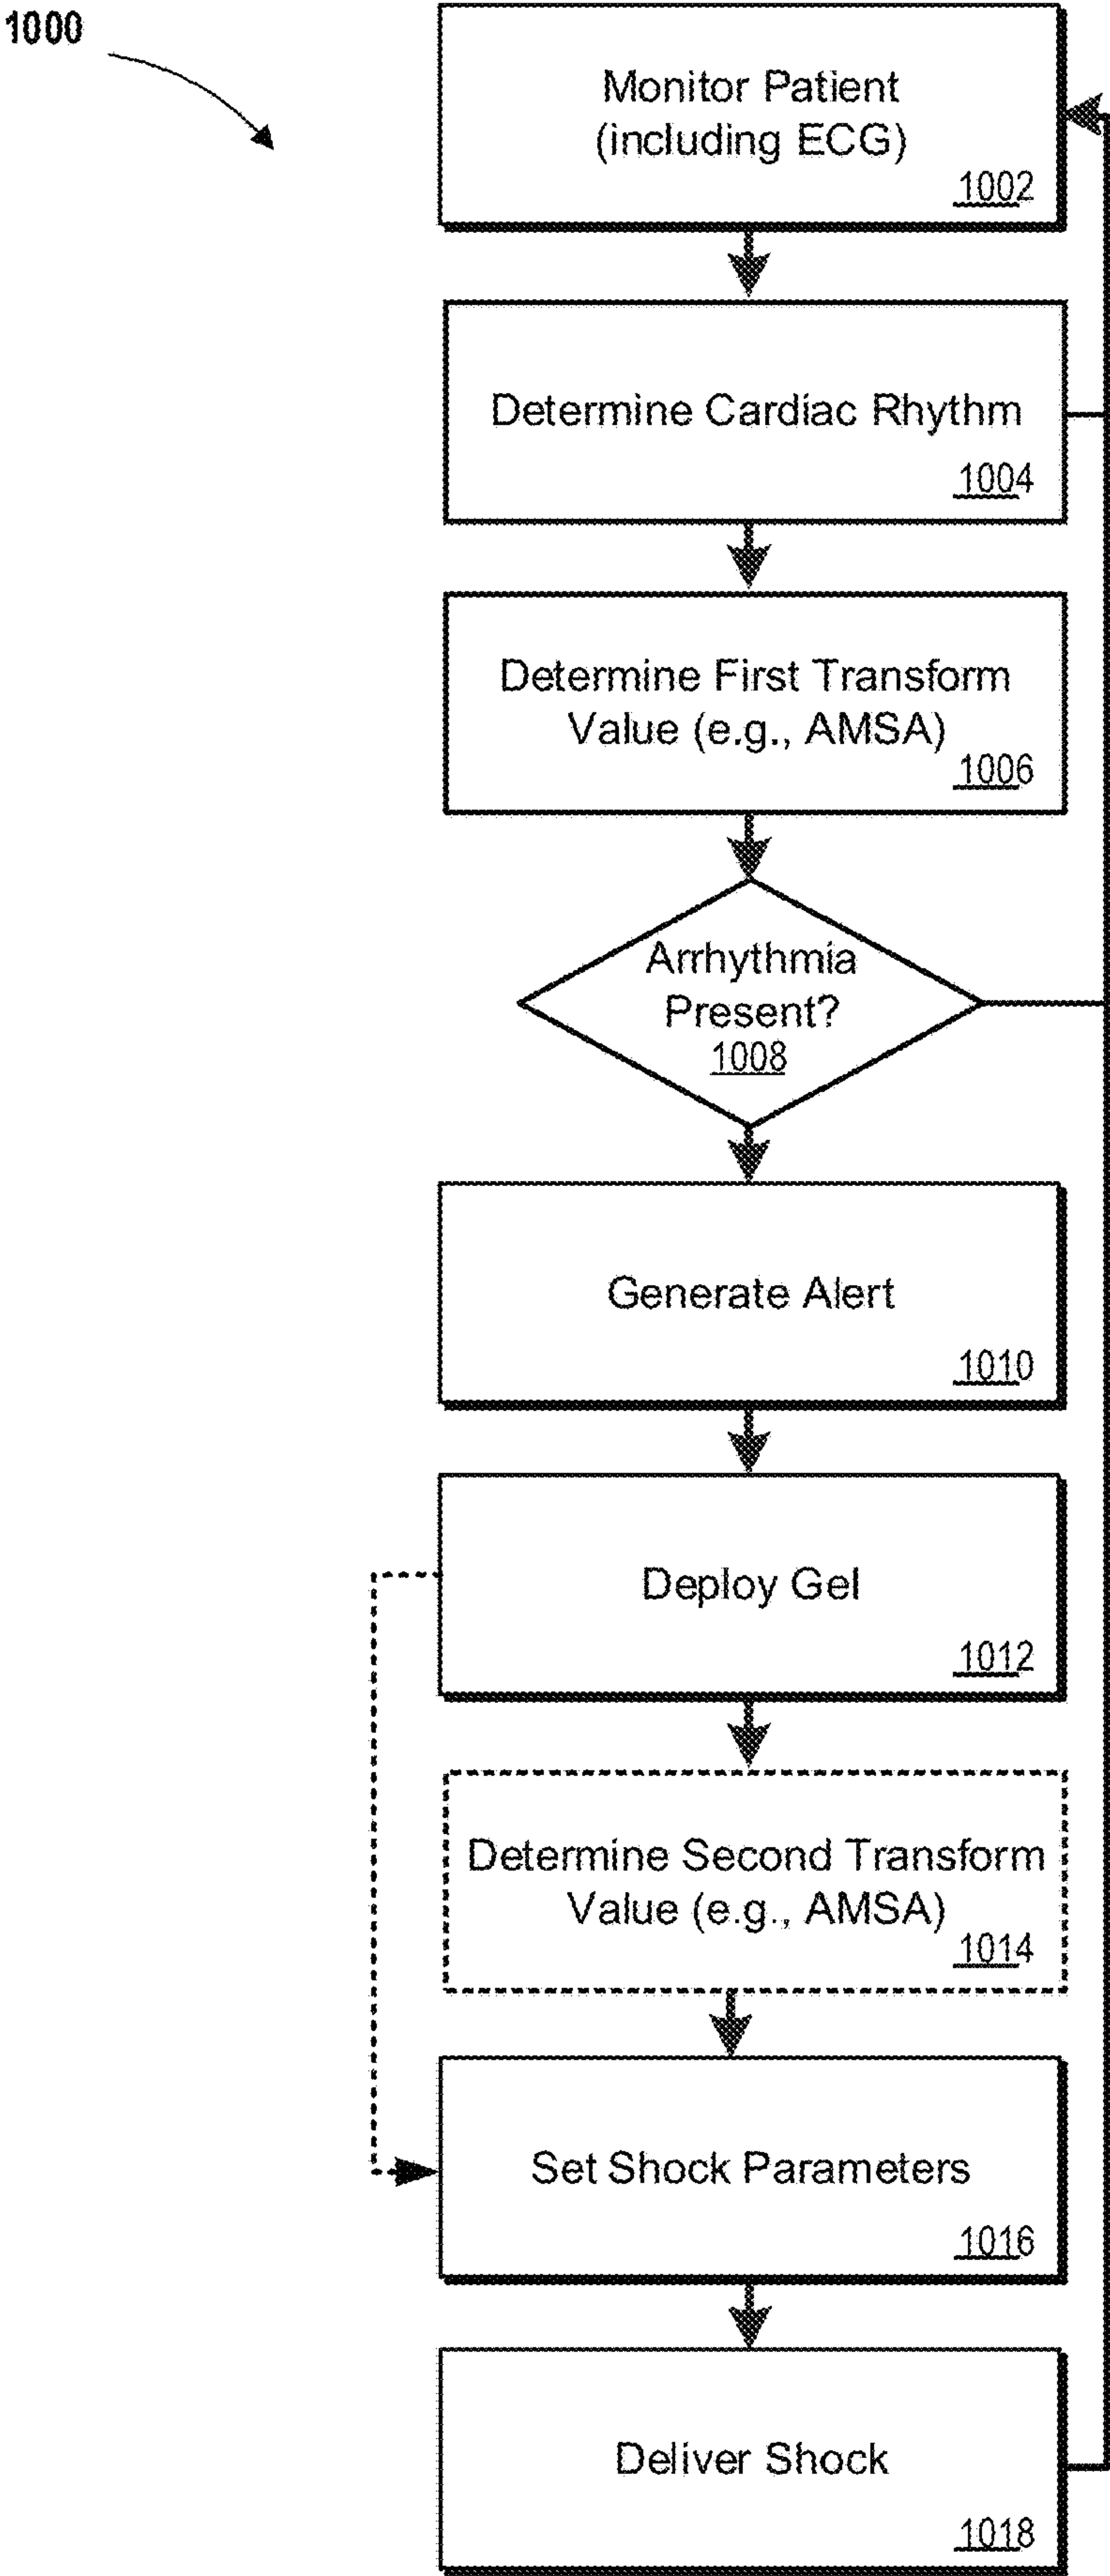 1000
Monitor Patient
(including ECG)
1002
Determine Cardiac Rhythm
1004
Determine First Transform
Value (e.g., AMSA)
1006
Arrhythmia
Present?
1008
Generate Alert
1010
Deploy Gel
1012
Determine Second Transform
Value (e.g., AMSA)
1014
Set Shock Parameters
1016
Deliver Shock
1018